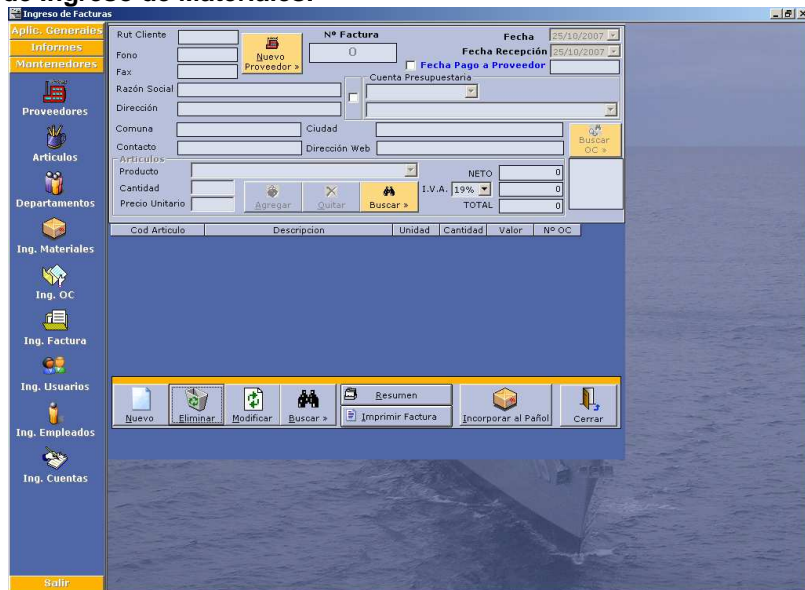 de Ingreso de Materiales.
Ingreso de Facturas
Aplic. Generales
Informes
Mantenedores
Proveedores
Articulos
Departamentos
Ing. Materiales
Ing. OC
Ing. Factura
Ing. Usuarios
Ing. Empleados
Ing. Cuentas
Salir
Rut Cliente
Nuevo Proveedor »
Nº Factura
0
Fecha 25/10/2007
Fecha Recepción 25/10/2007
Fono
Fecha Pago a Proveedor
Fax
Cuenta Presupuestaria
Razón Social
Dirección
Comuna
Ciudad
Contacto
Dirección Web
Buscar OC »
Articulos
Producto
NETO 0
Cantidad
I.V.A. 19% 0
Precio Unitario
Agregar
Quitar
Buscar »
TOTAL 0
Cod Articulo Descripcion Unidad Cantidad Valor Nº OC
Nuevo
Eliminar
Modificar
Buscar »
Resumen
Imprimir Factura
Incorporar al Pañol
Cerrar